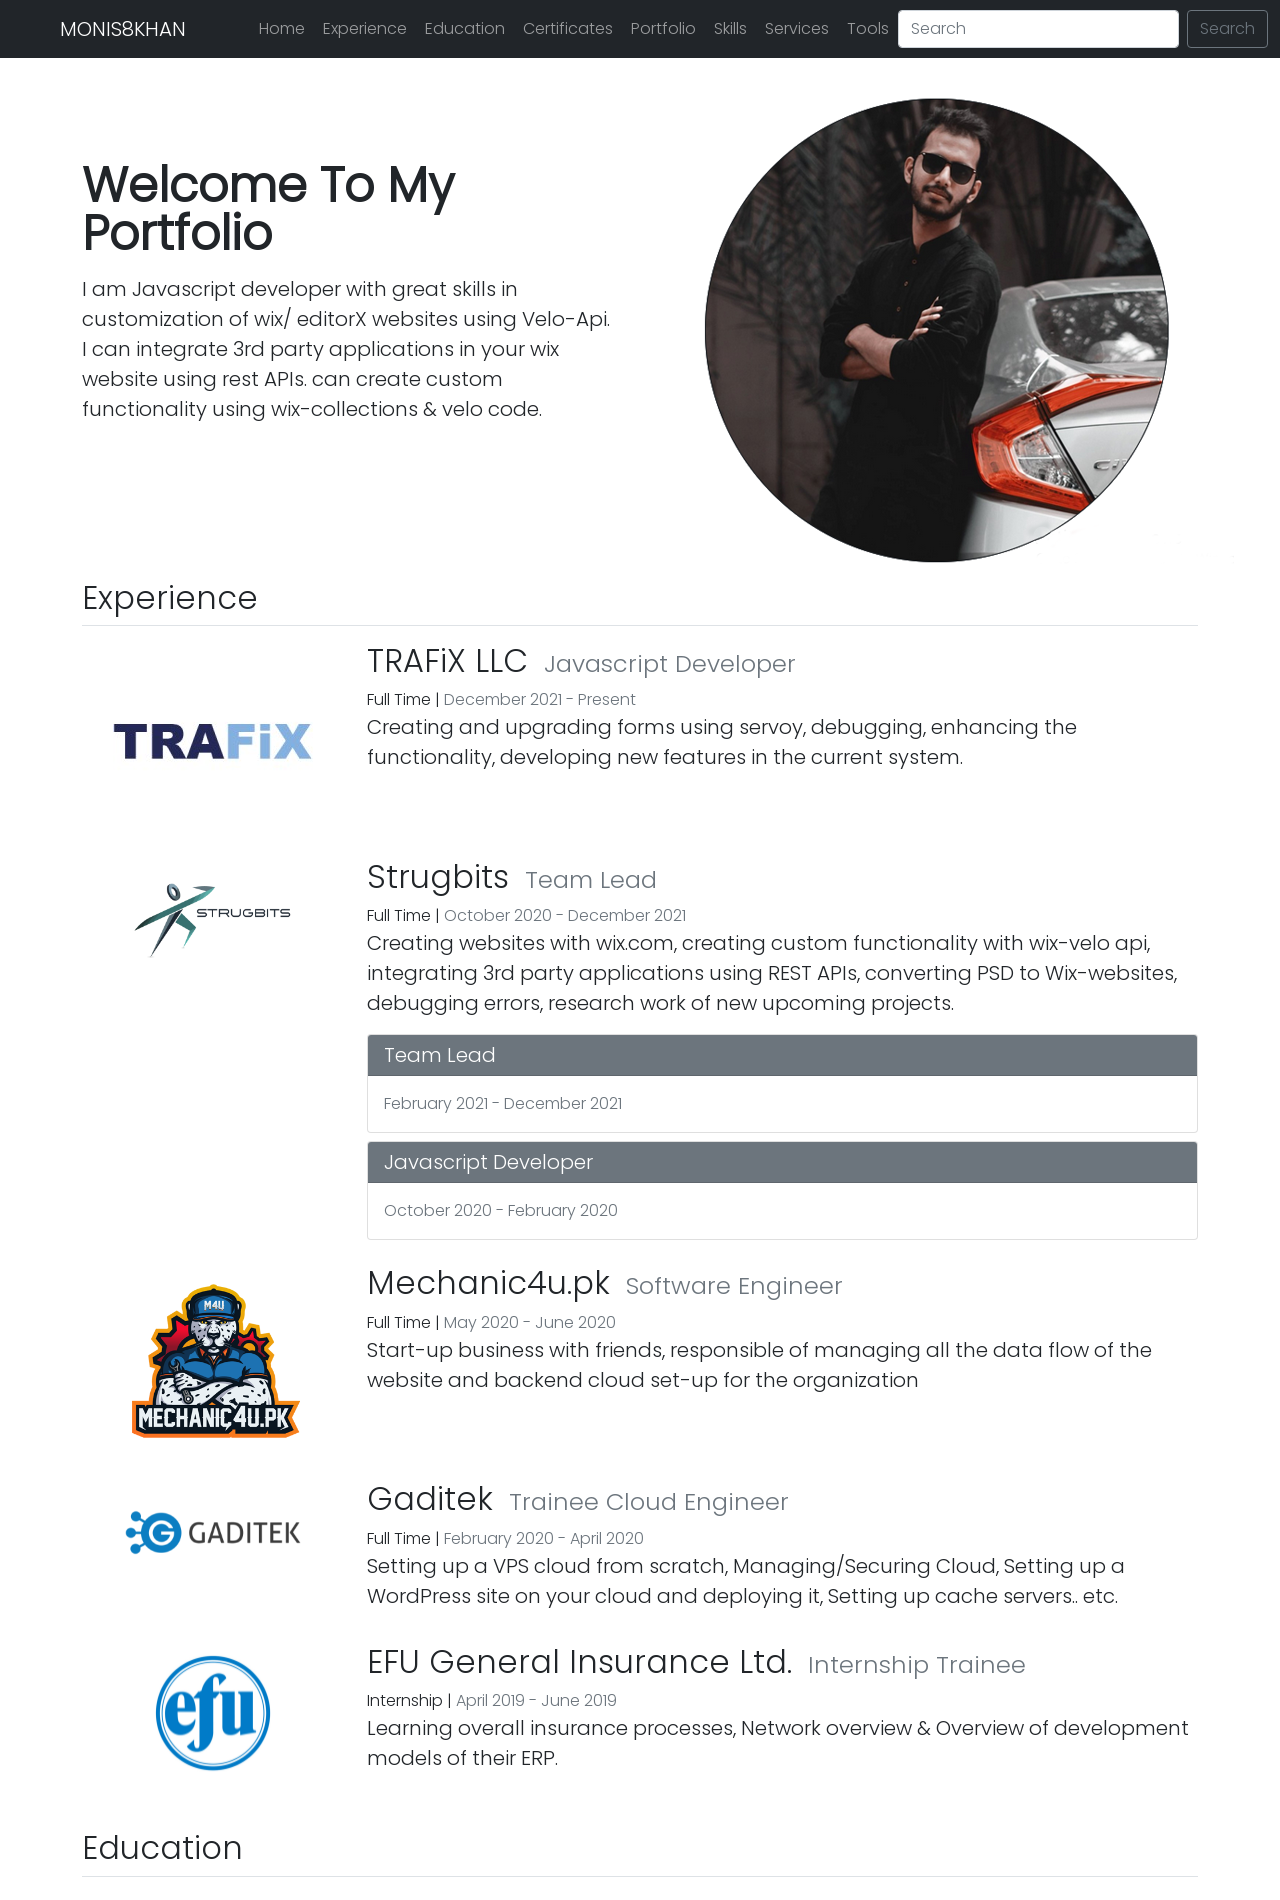 MONIS8KHAN Home Experience Education Certificates Portfolio Skills Services Tools Search Search
Welcome To My
Portfolio
I am Javascript developer with great skills in
customization of wix/ editorX websites using Velo-Api.
I can integrate 3rd party applications in your wix
website using rest APIs. can create custom
functionality using wix-collections & velo code.
Experience
TRAFiX
TRAFiX LLC Javascript Developer
Full Time | December 2021 - Present
Creating and upgrading forms using servoy, debugging, enhancing the
functionality, developing new features in the current system.
STRUGBITS
Strugbits Team Lead
Full Time | October 2020 - December 2021
Creating websites with wix.com, creating custom functionality with wix-velo api,
integrating 3rd party applications using REST APIs, converting PSD to Wix-websites,
debugging errors, research work of new upcoming projects.
Team Lead
February 2021 - December 2021
Javascript Developer
October 2020 - February 2020
M4U
MECHANIC4U.PK
Mechanic4u.pk Software Engineer
Full Time | May 2020 - June 2020
Start-up business with friends, responsible of managing all the data flow of the
website and backend cloud set-up for the organization
G GADITEK
Gaditek Trainee Cloud Engineer
Full Time | February 2020 - April 2020
Setting up a VPS cloud from scratch, Managing/Securing Cloud, Setting up a
WordPress site on your cloud and deploying it, Setting up cache servers.. etc.
efu
EFU General Insurance Ltd. Internship Trainee
Internship | April 2019 - June 2019
Learning overall insurance processes, Network overview & Overview of development
models of their ERP.
Education